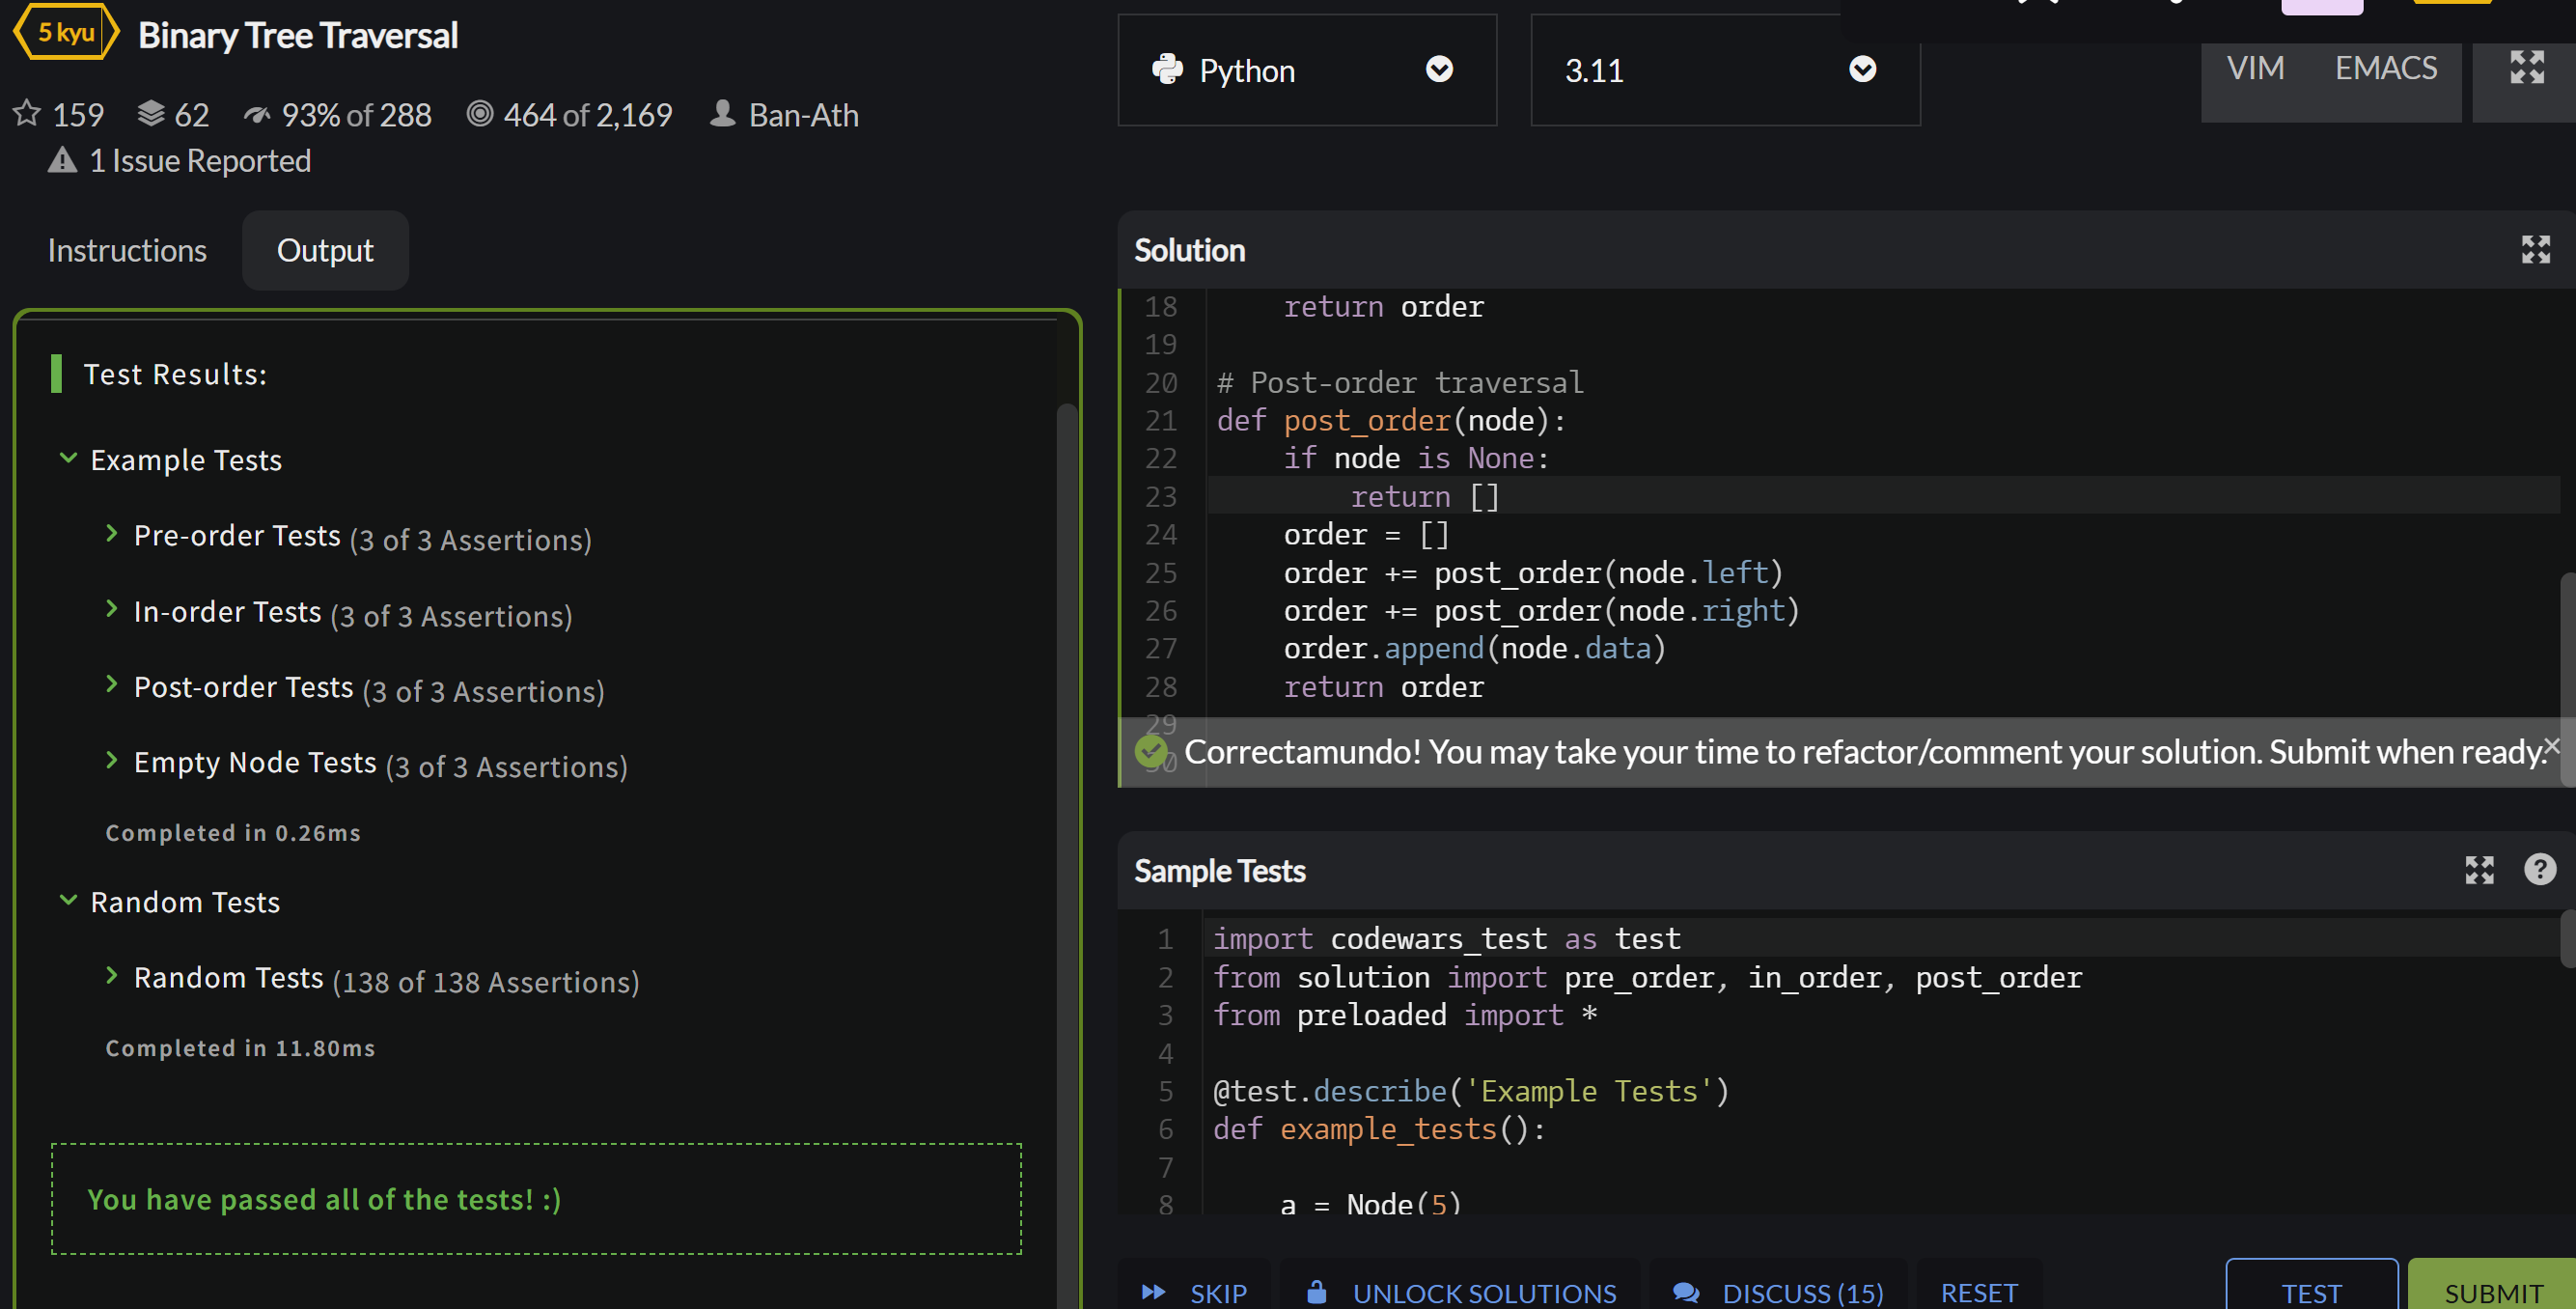 5 kyu Binary Tree Traversal
159 62 93% of 288 464 of 2,169 Ban-Ath
1 Issue Reported
Instructions Output
Test Results:
Example Tests
Pre-order Tests (3 of 3 Assertions)
In-order Tests (3 of 3 Assertions)
Post-order Tests (3 of 3 Assertions)
Empty Node Tests (3 of 3 Assertions)
Completed in 0.26ms
Random Tests
Random Tests (138 of 138 Assertions)
Completed in 11.80ms
You have passed all of the tests! :)
Python 3.11 VIM EMACS
Solution
18 return order
19
20 # Post-order traversal
21 def post_order(node):
22 if node is None:
23 return []
24 order = []
25 order += post_order(node.left)
26 order += post_order(node.right)
27 order.append(node.data)
28 return order
29
30
Correctamundo! You may take your time to refactor/comment your solution. Submit when ready.
Sample Tests
1 import codewars_test as test
2 from solution import pre_order, in_order, post_order
3 from preloaded import *
4
5 @test.describe('Example Tests')
6 def example_tests():
7
8 a = Node(5)
SKIP UNLOCK SOLUTIONS DISCUSS (15) RESET TEST SUBMIT